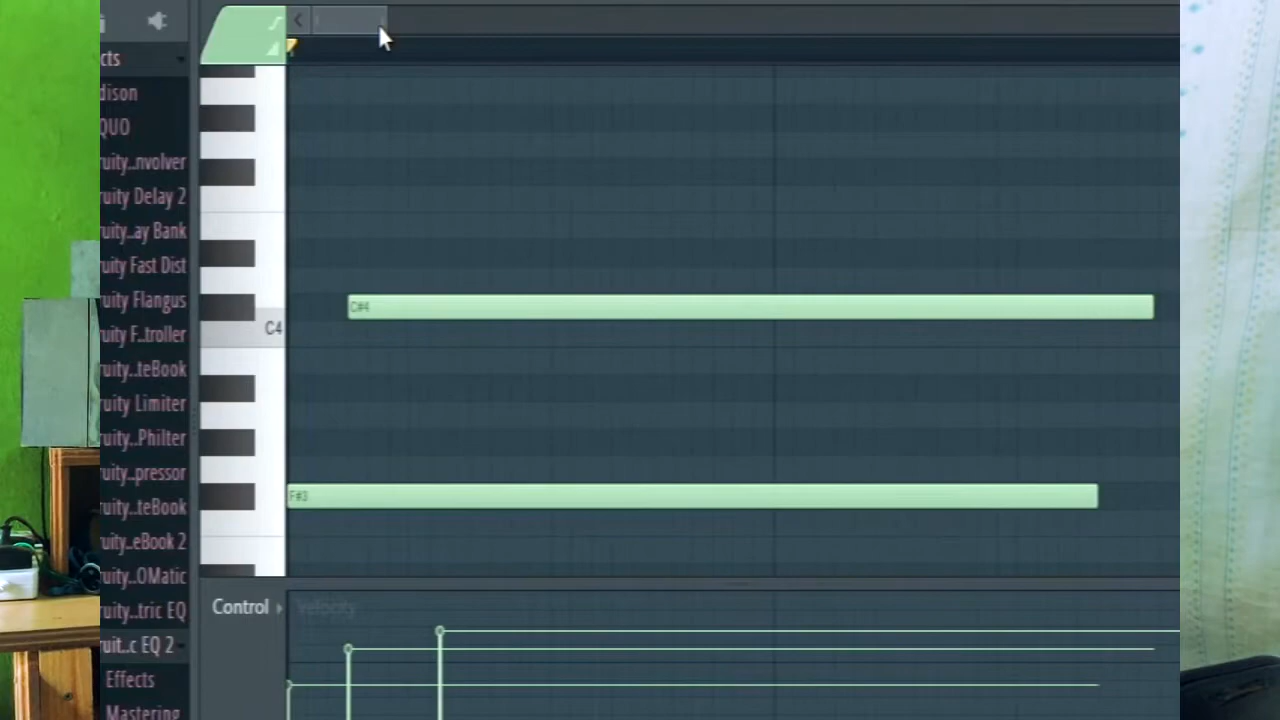 cts
dison
QUO
ruity..nvolver
ruity Delay 2
ruity..ay Bank
ruity Fast Dist
ruity Flangus
ruity F..troller
ruity..teBook
ruity Limiter
ruity..Philter
ruity..pressor
ruity..teBook
ruity..eBook 2
ruity..OMatic
ruity..tric EQ
ruit..c EQ 2
Effects
Mastering
C#4
C4
F#3
Control
Velocity